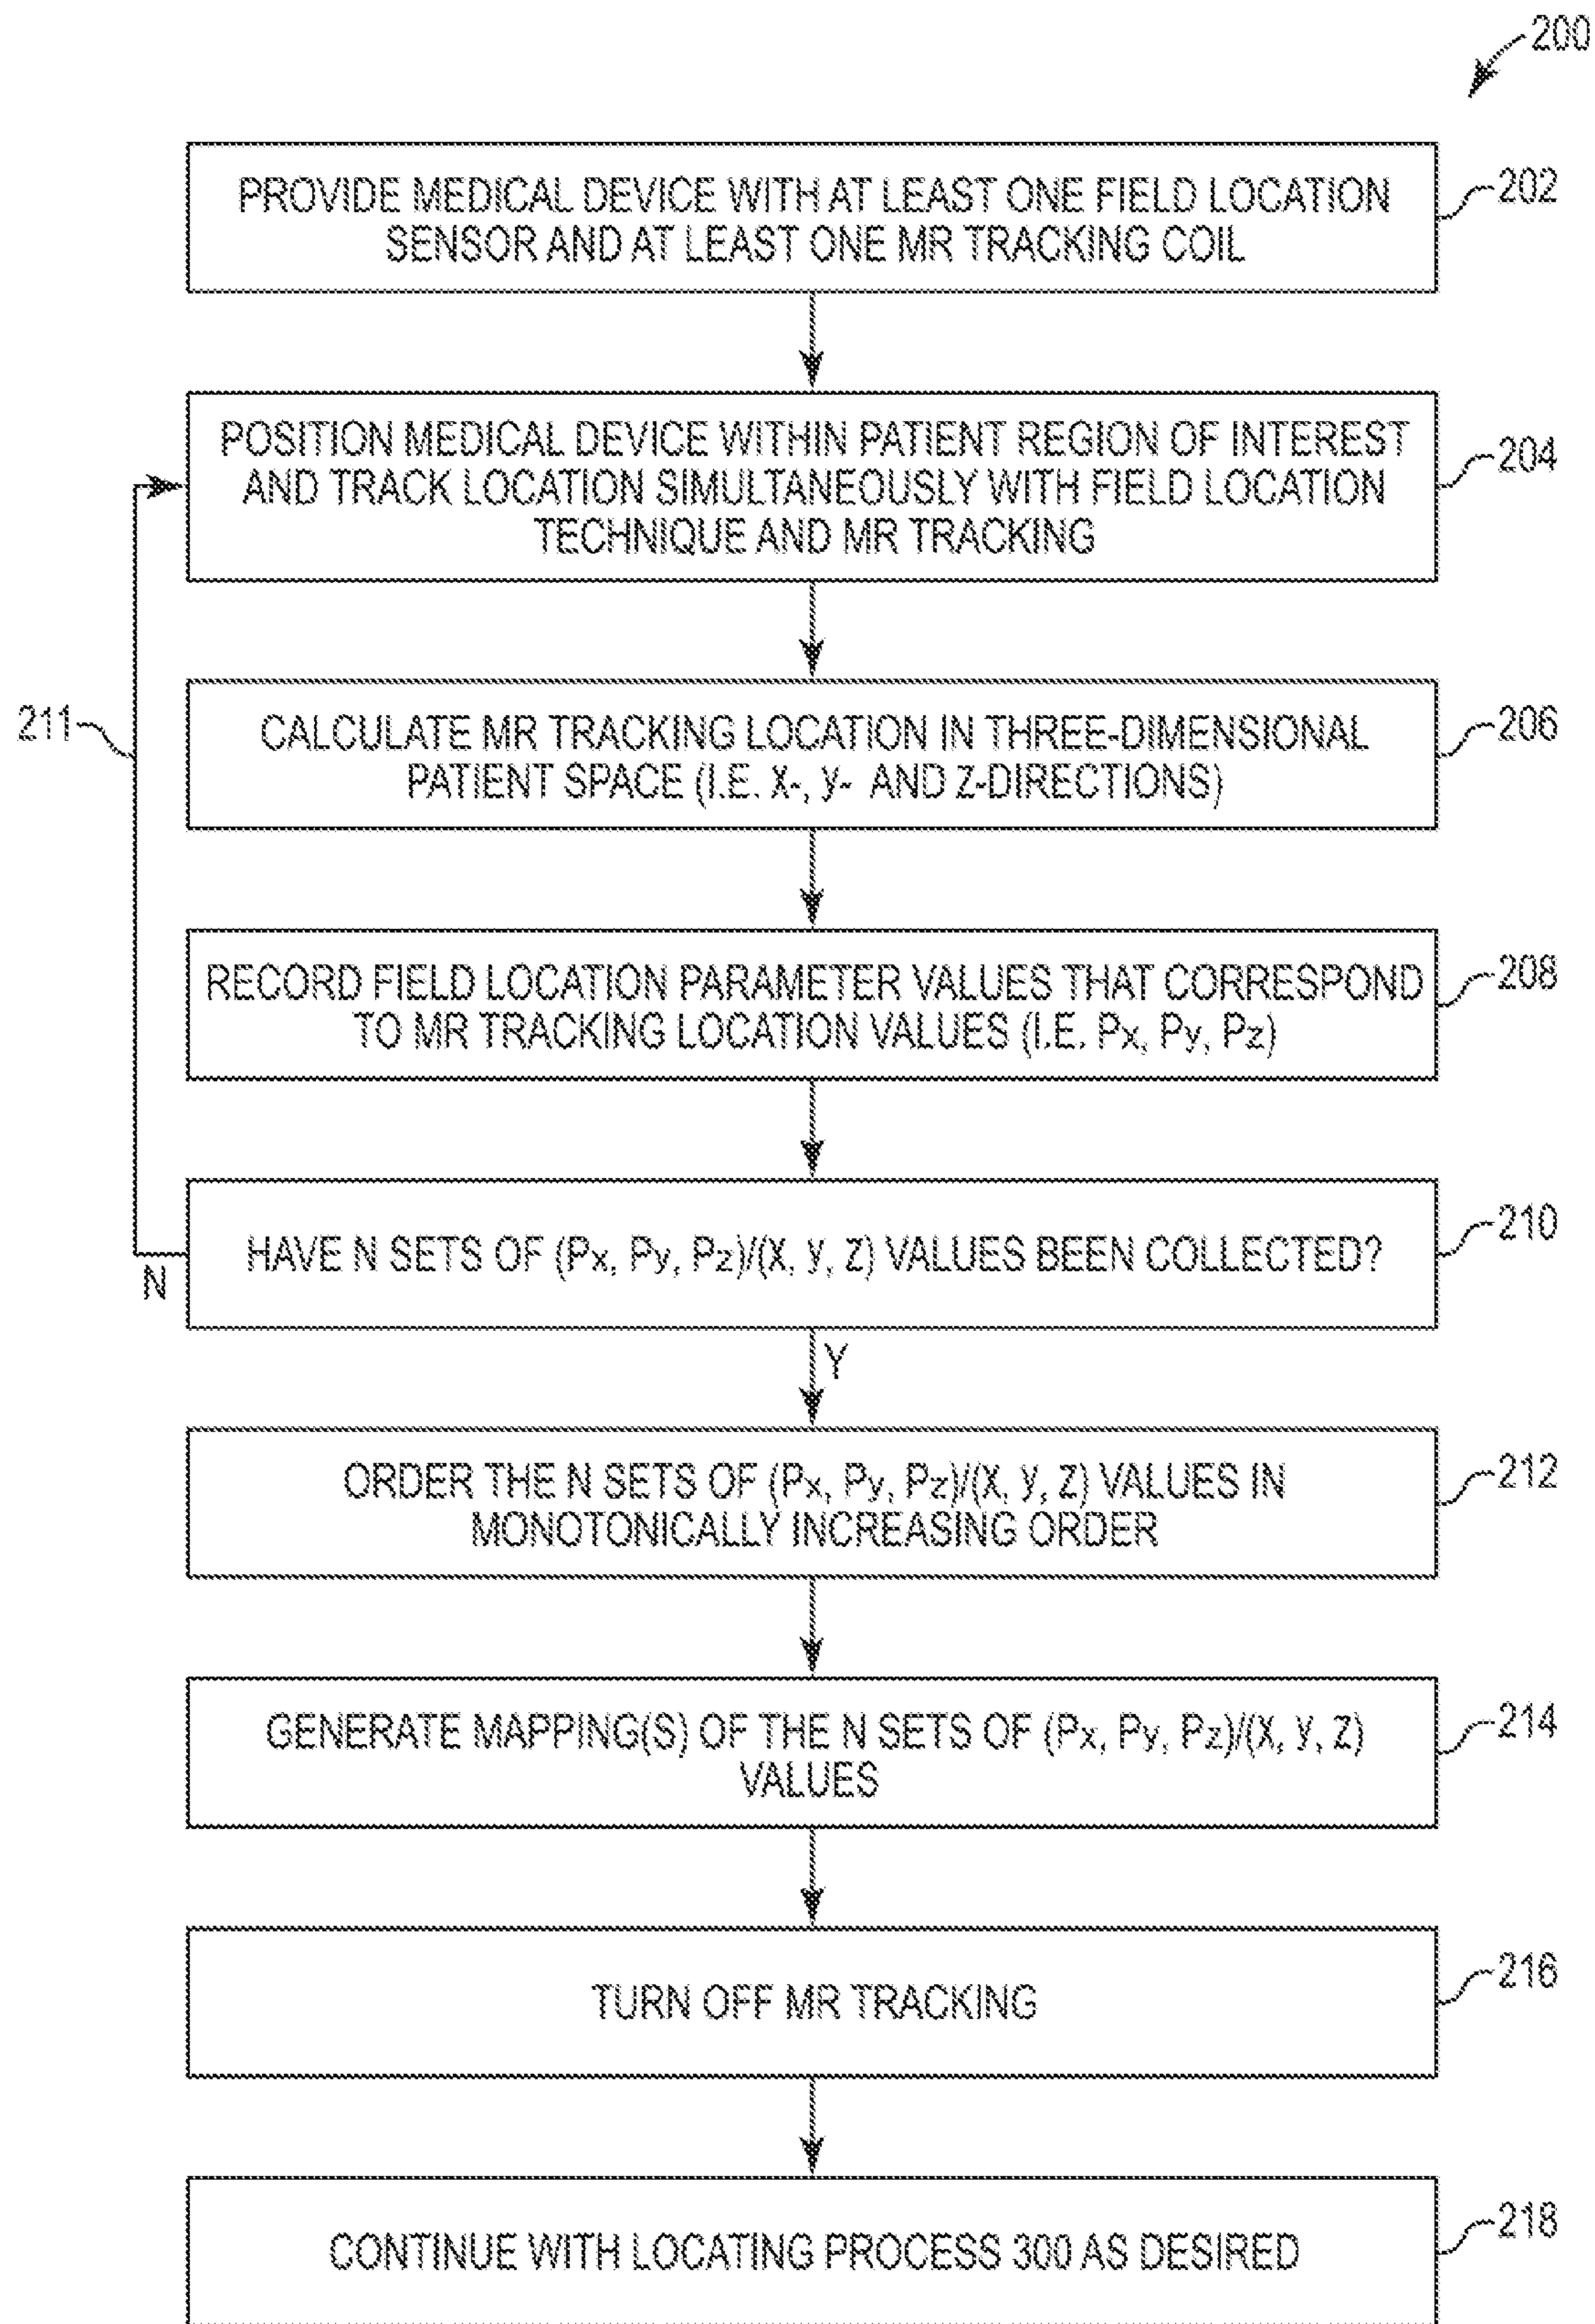 200
PROVIDE MEDICAL DEVICE WITH AT LEAST ONE FIELD LOCATION
SENSOR AND AT LEAST ONE MR TRACKING COIL
202
POSITION MEDICAL DEVICE WITHIN PATIENT REGION OF INTEREST
AND TRACK LOCATION SIMULTANEOUSLY WITH FIELD LOCATION
TECHNIQUE AND MR TRACKING
204
211
CALCULATE MR TRACKING LOCATION IN THREE-DIMENSIONAL
PATIENT SPACE (I.E. X-, y- AND Z-DIRECTIONS)
206
RECORD FIELD LOCATION PARAMETER VALUES THAT CORRESPOND
TO MR TRACKING LOCATION VALUES (I.E. Px, Py, Pz)
208
HAVE N SETS OF (Px, Py, Pz)/(X, y, Z) VALUES BEEN COLLECTED?
210
N
Y
ORDER THE N SETS OF (Px, Py, Pz)/(X, y, Z) VALUES IN
MONOTONICALLY INCREASING ORDER
212
GENERATE MAPPING(S) OF THE N SETS OF (Px, Py, Pz)/(X, y, Z)
VALUES
214
TURN OFF MR TRACKING
216
CONTINUE WITH LOCATING PROCESS 300 AS DESIRED
218